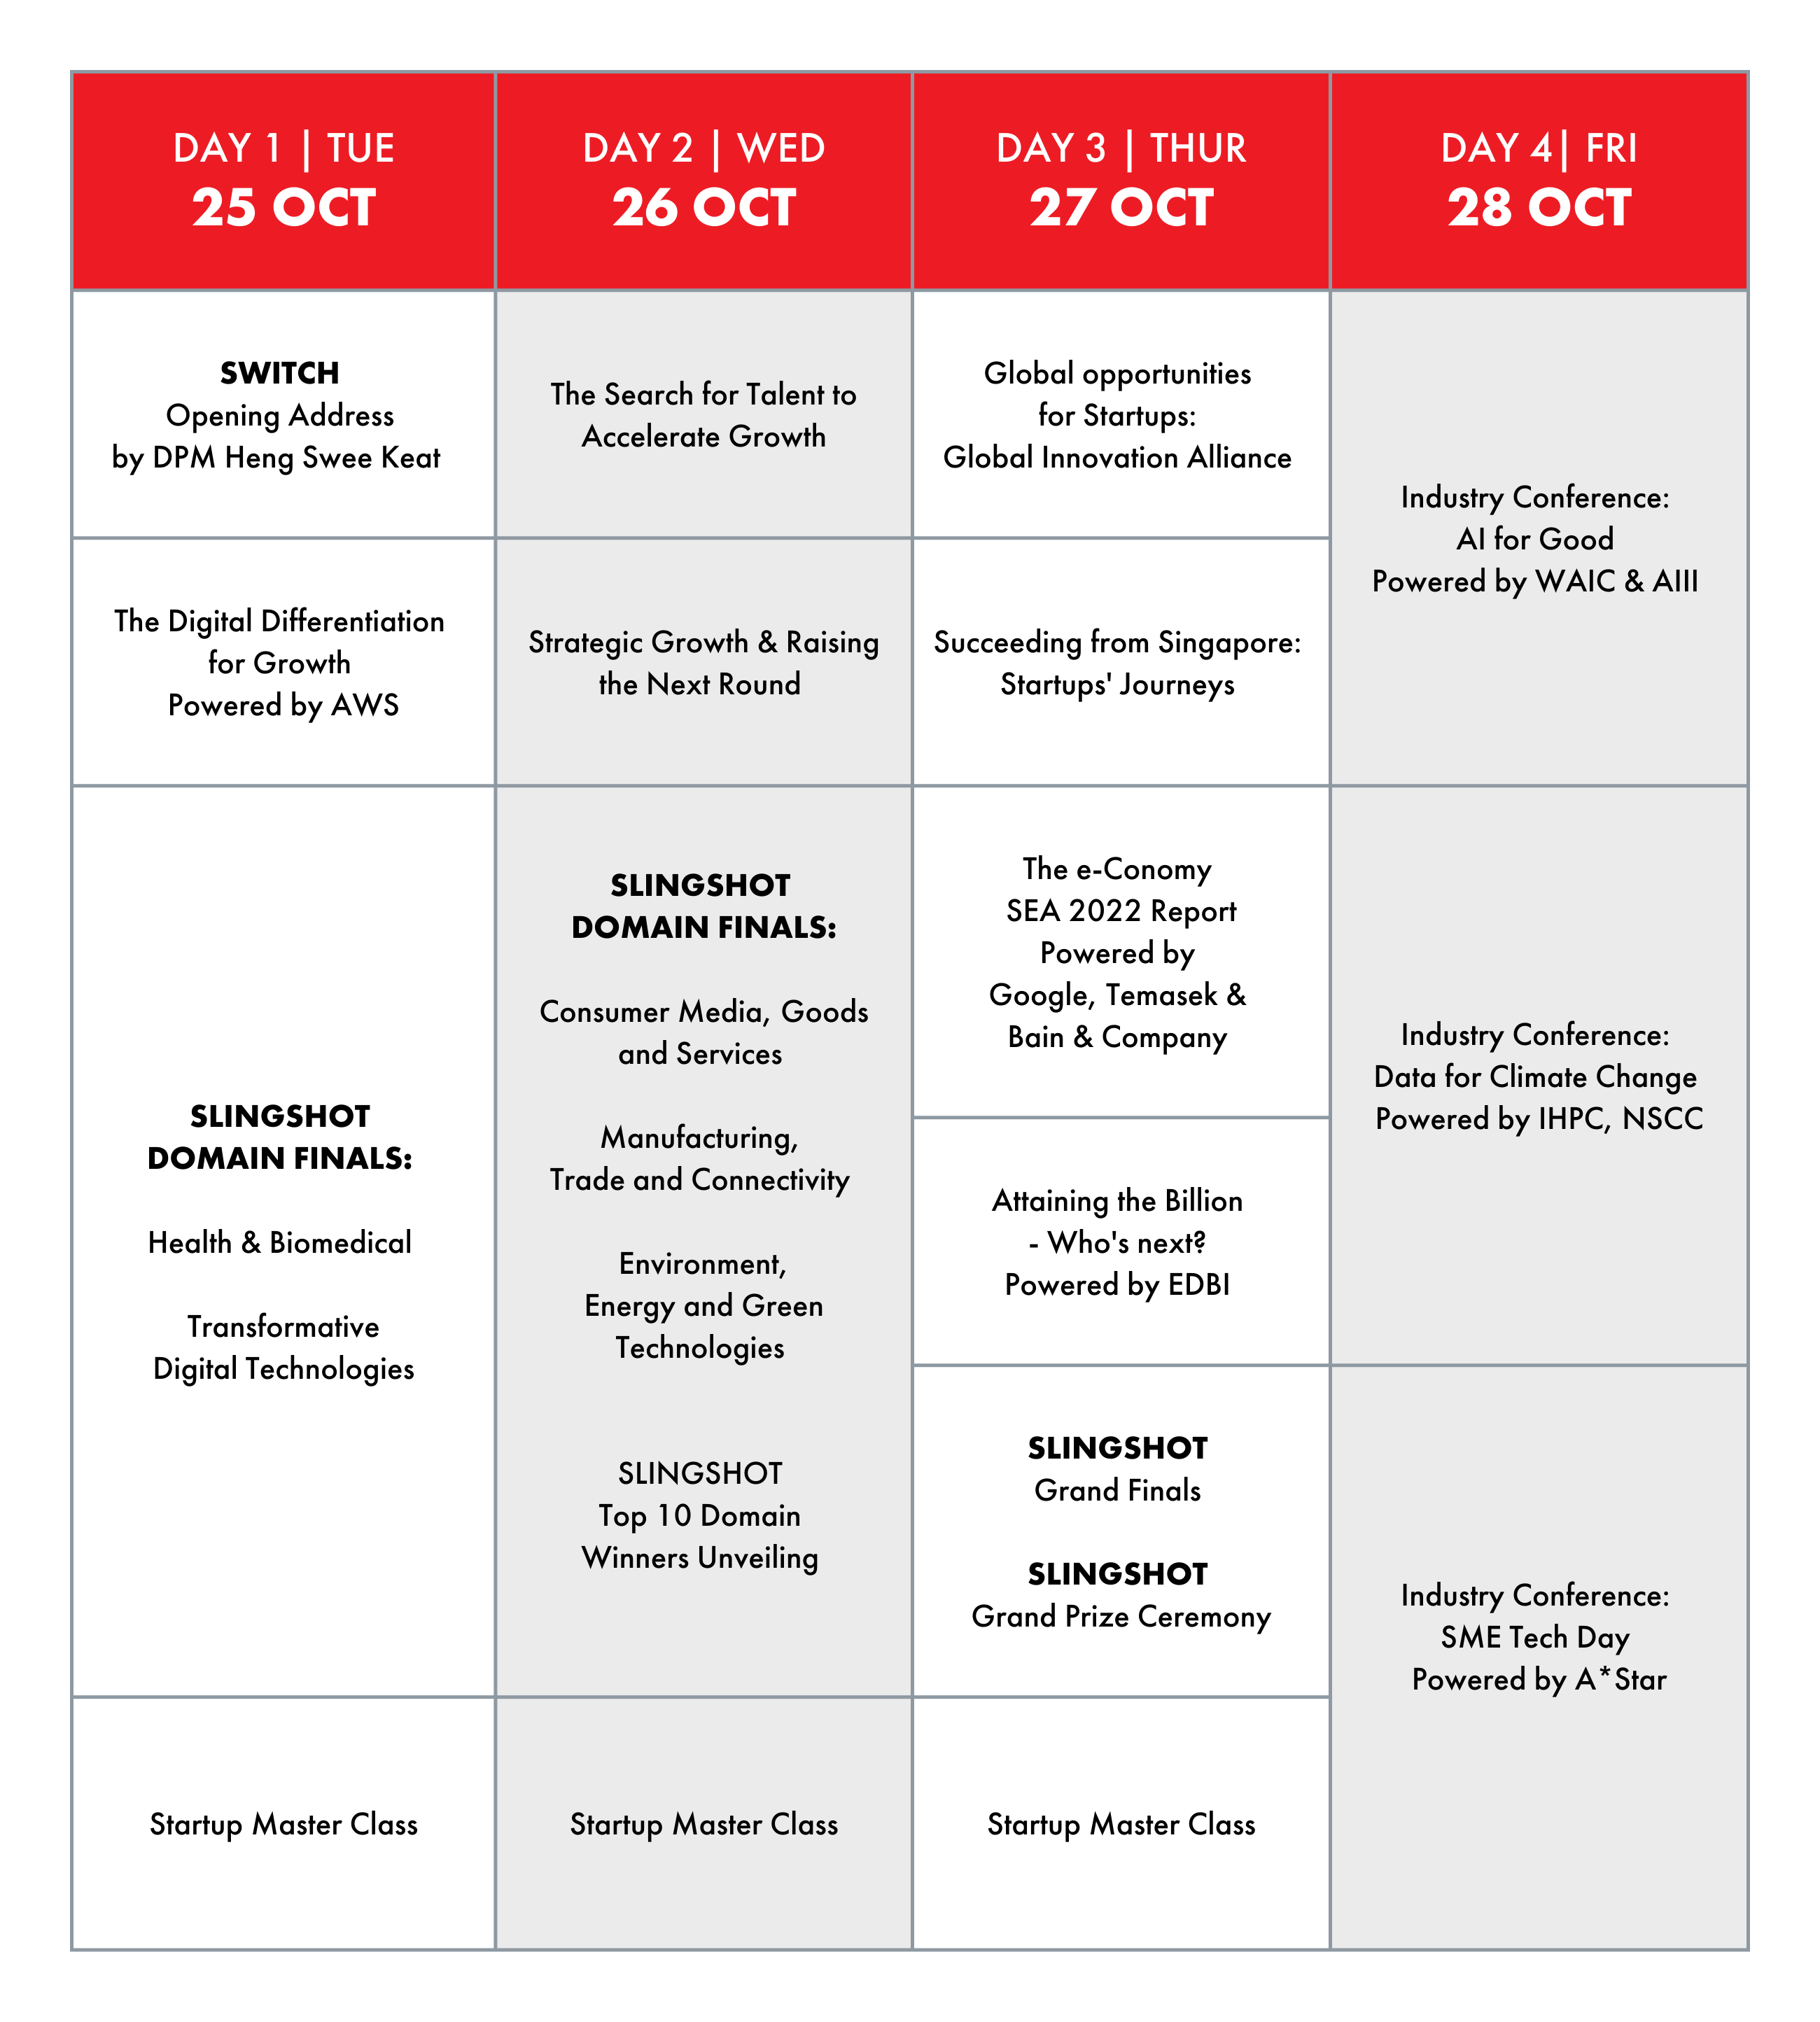 DAY 1 | TUE
25 OCT
DAY 2 | WED
26 OCT
DAY 3 | THUR
27 OCT
DAY 4| FRI
28 OCT
SWITCH
Opening Address
by DPM Heng Swee Keat
The Search for Talent to
Accelerate Growth
Global opportunities
for Startups:
Global Innovation Alliance
Industry Conference:
AI for Good
Powered by WAIC & AIII
The Digital Differentiation
for Growth
Powered by AWS
Strategic Growth & Raising
the Next Round
Succeeding from Singapore:
Startups' Journeys
SLINGSHOT
DOMAIN FINALS:
Health & Biomedical
Transformative
Digital Technologies
SLINGSHOT
DOMAIN FINALS:
Consumer Media, Goods
and Services
Manufacturing,
Trade and Connectivity
Environment,
Energy and Green
Technologies
SLINGSHOT
Top 10 Domain
Winners Unveiling
The e-Conomy
SEA 2022 Report
Powered by
Google, Temasek &
Bain & Company
Industry Conference:
Data for Climate Change
Powered by IHPC, NSCC
Attaining the Billion
- Who's next?
Powered by EDBI
SLINGSHOT
Grand Finals
SLINGSHOT
Grand Prize Ceremony
Industry Conference:
SME Tech Day
Powered by A*Star
Startup Master Class
Startup Master Class
Startup Master Class